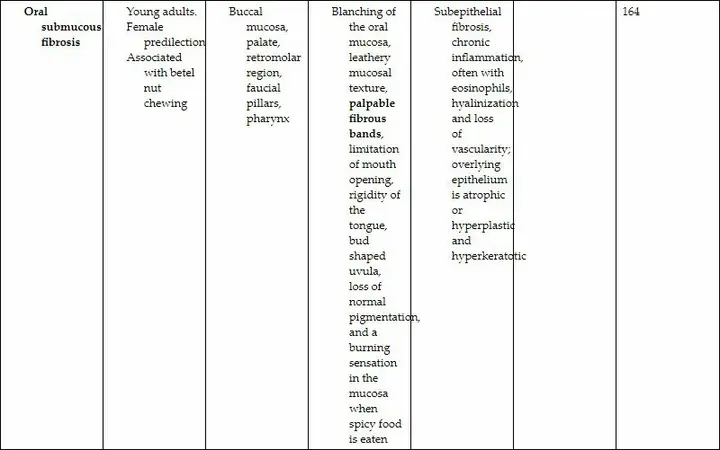 Oral
submucous
fibrosis
Young adults.
Female
predilection
Associated
with betel
nut
chewing
Buccal
mucosa,
palate,
retromolar
region,
faucial
pillars,
pharynx
Blanching of
the oral
mucosa,
leathery
mucosal
texture,
palpable
fibrous
bands,
limitation
of mouth
opening,
rigidity of
the
tongue,
bud
shaped
uvula,
loss of
normal
pigmentation,
and a
burning
sensation
in the
mucosa
when
spicy food
is eaten
Subepithelial
fibrosis,
chronic
inflammation,
often with
eosinophils,
hyalinization
and loss
of
vascularity;
overlying
epithelium
is atrophic
or
hyperplastic
and
hyperkeratotic
164